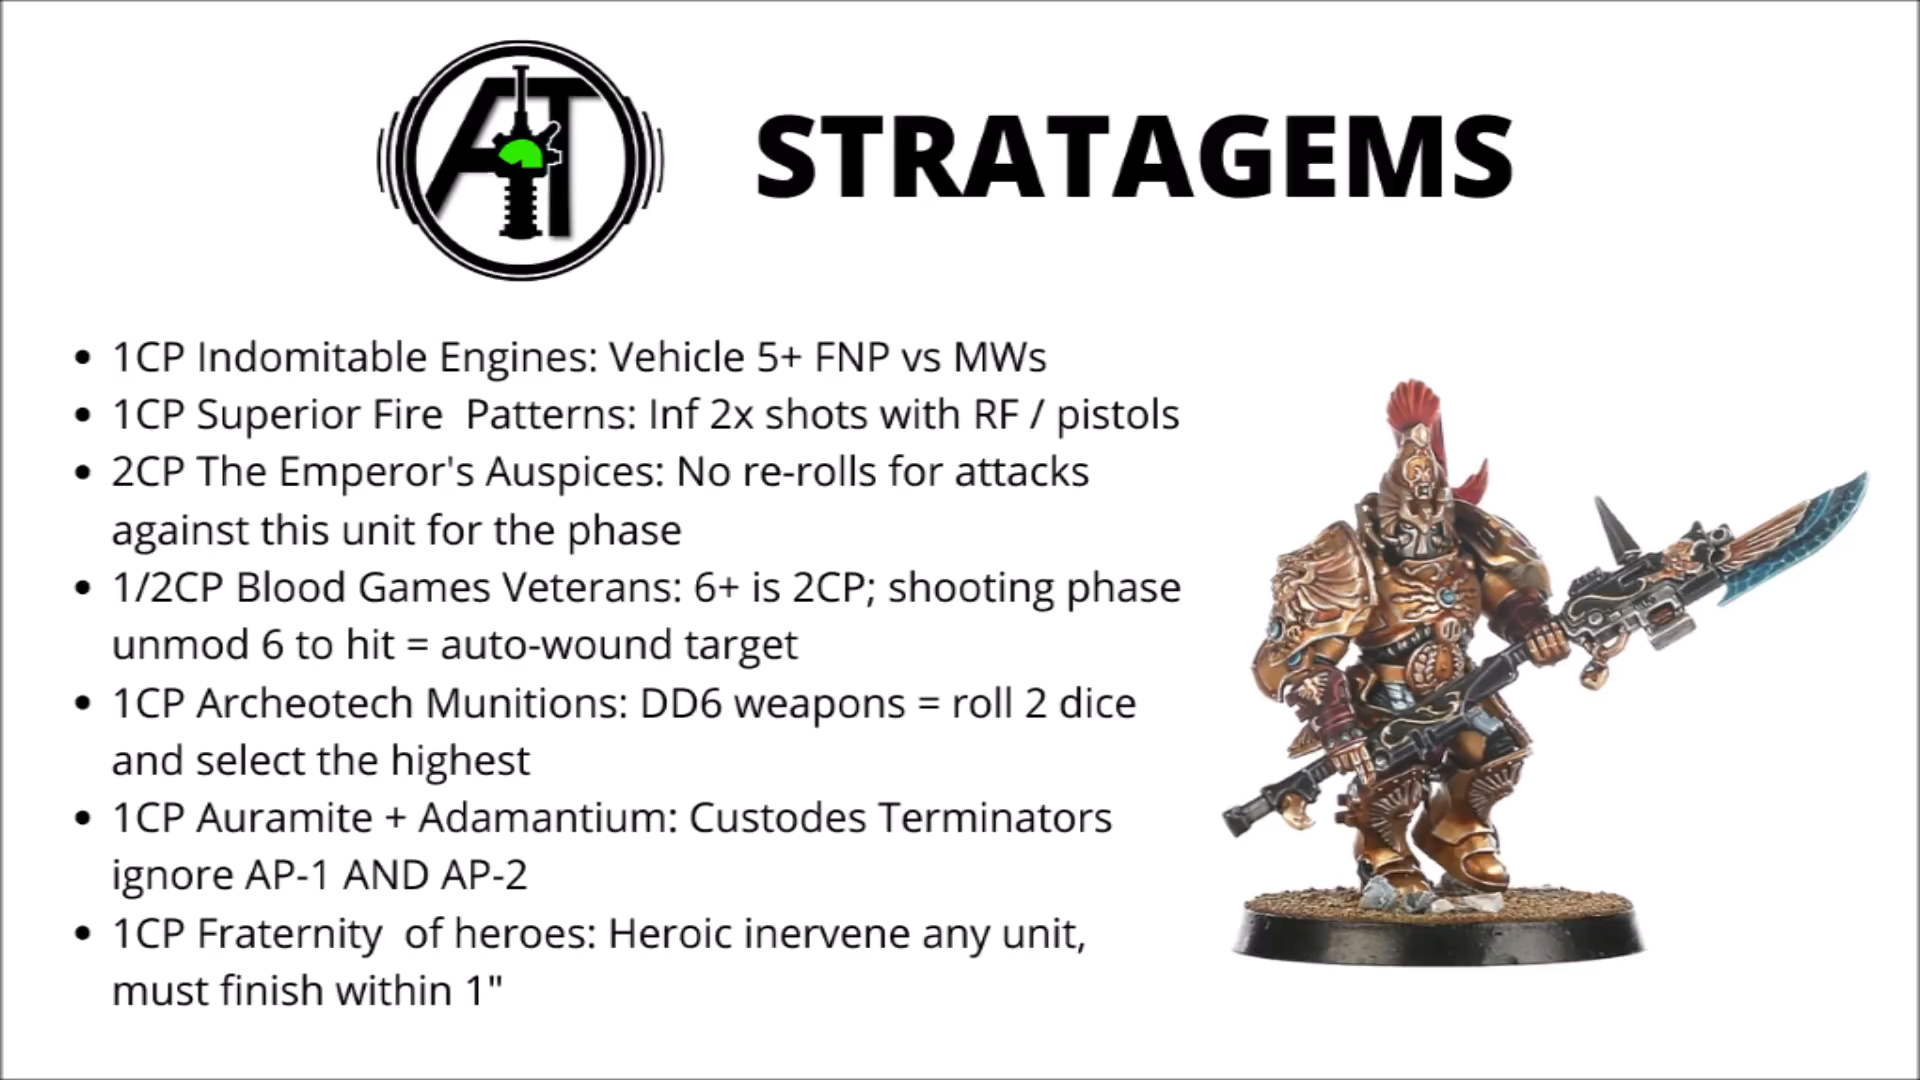 AT
STRATAGEMS
• 1CP Indomitable Engines: Vehicle 5+ FNP vs MWs
• 1CP Superior Fire  Patterns: Inf 2x shots with RF / pistols
• 2CP The Emperor's Auspices: No re-rolls for attacks
against this unit for the phase
• 1/2CP Blood Games Veterans: 6+ is 2CP; shooting phase
unmod 6 to hit = auto-wound target
• 1CP Archeotech Munitions: DD6 weapons = roll 2 dice
and select the highest
• 1CP Auramite + Adamantium: Custodes Terminators
ignore AP-1 AND AP-2
• 1CP Fraternity  of heroes: Heroic inervene any unit,
must finish within 1"